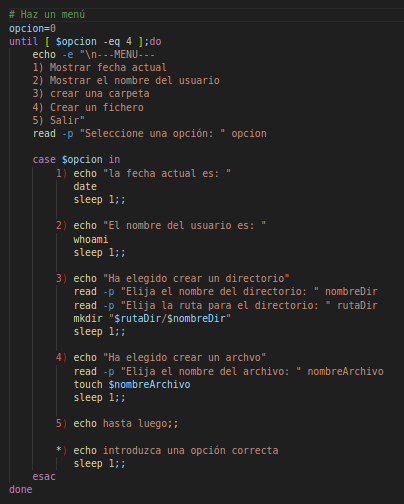 # Haz un menú
opcion=0
until [ $opcion -eq 4 ];do
    echo -e "\n---MENU---
    1) Mostrar fecha actual
    2) Mostrar el nombre del usuario
    3) crear una carpeta
    4) Crear un fichero
    5) Salir"
    read -p "Seleccione una opción: " opcion

    case $opcion in
        1) echo "la fecha actual es: "
           date
           sleep 1;;

        2) echo "El nombre del usuario es: "
           whoami
           sleep 1;;

        3) echo "Ha elegido crear un directorio"
           read -p "Elija el nombre del directorio: " nombreDir
           read -p "Elija la ruta para el directorio: " rutaDir
           mkdir "$rutaDir/$nombreDir"
           sleep 1;;

        4) echo "Ha elegido crear un archvo"
           read -p "Elija el nombre del archivo: " nombreArchivo
           touch $nombreArchivo
           sleep 1;;

        5) echo hasta luego;;

        *) echo introduzca una opción correcta
           sleep 1;;
    esac
done